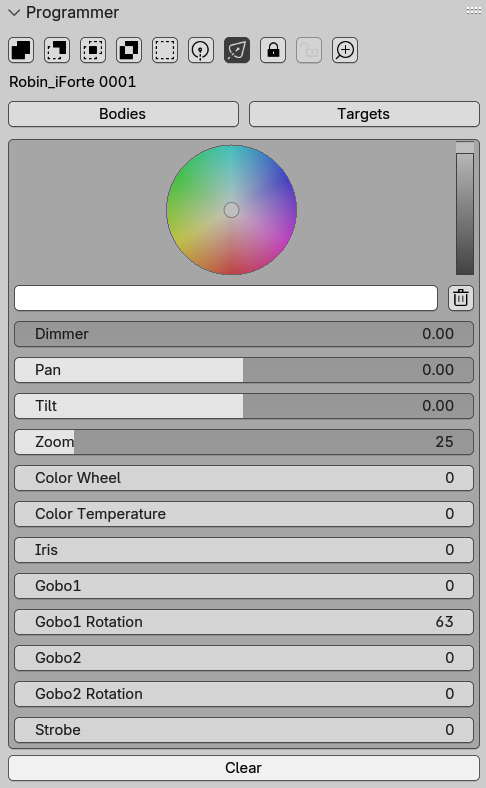 Programmer
Robin_iForte 0001
Bodies Targets
Dimmer 0.00
Pan 0.00
Tilt 0.00
Zoom 25
Color Wheel 0
Color Temperature 0
Iris 0
Gobo1 0
Gobo1 Rotation 63
Gobo2 0
Gobo2 Rotation 0
Strobe 0
Clear